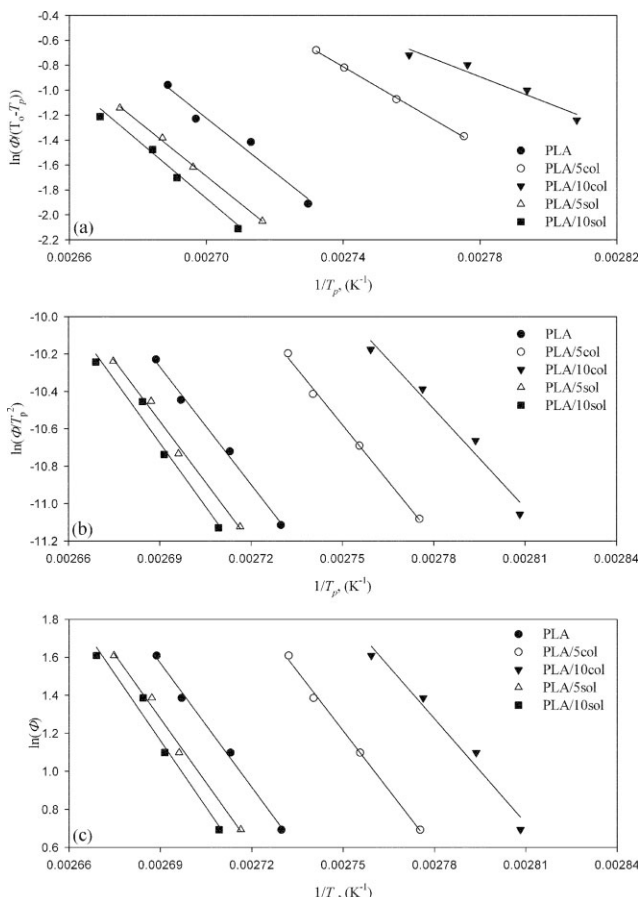 -0.4
-0.6
-0.8
-1.0
-1.2
-1.4
-1.6
-1.8
-2.0
-2.2
ln(Φ/(To-Tp))
PLA
PLA/5col
PLA/10col
PLA/5sol
PLA/10sol
(a)
0.00266 0.00270 0.00274 0.00278 0.00282
1/Tp, (K-1)
-10.0
-10.2
-10.4
-10.6
-10.8
-11.0
-11.2
ln(Φ/Tp2)
PLA
PLA/5col
PLA/10col
PLA/5sol
PLA/10sol
(b)
0.00266 0.00269 0.00272 0.00275 0.00278 0.00281 0.00284
1/Tp, (K-1)
1.8
1.6
1.4
1.2
1.0
.8
.6
ln(Φ)
PLA
PLA/5col
PLA/10col
PLA/5sol
PLA/10sol
(c)
0.00266 0.00269 0.00272 0.00275 0.00278 0.00281 0.00284